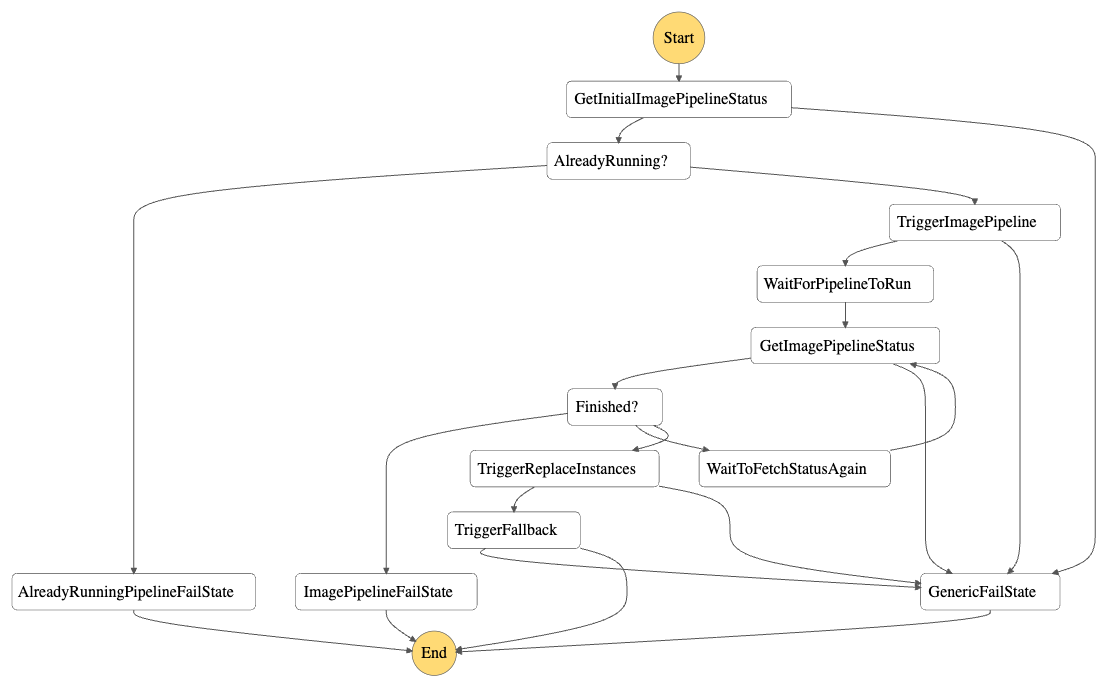 Start
GetInitialImagePipelineStatus
AlreadyRunning?
TriggerImagePipeline
WaitForPipelineToRun
GetImagePipelineStatus
Finished?
TriggerReplaceInstances
WaitToFetchStatusAgain
TriggerFallback
AlreadyRunningPipelineFailState
ImagePipelineFailState
GenericFailState
End